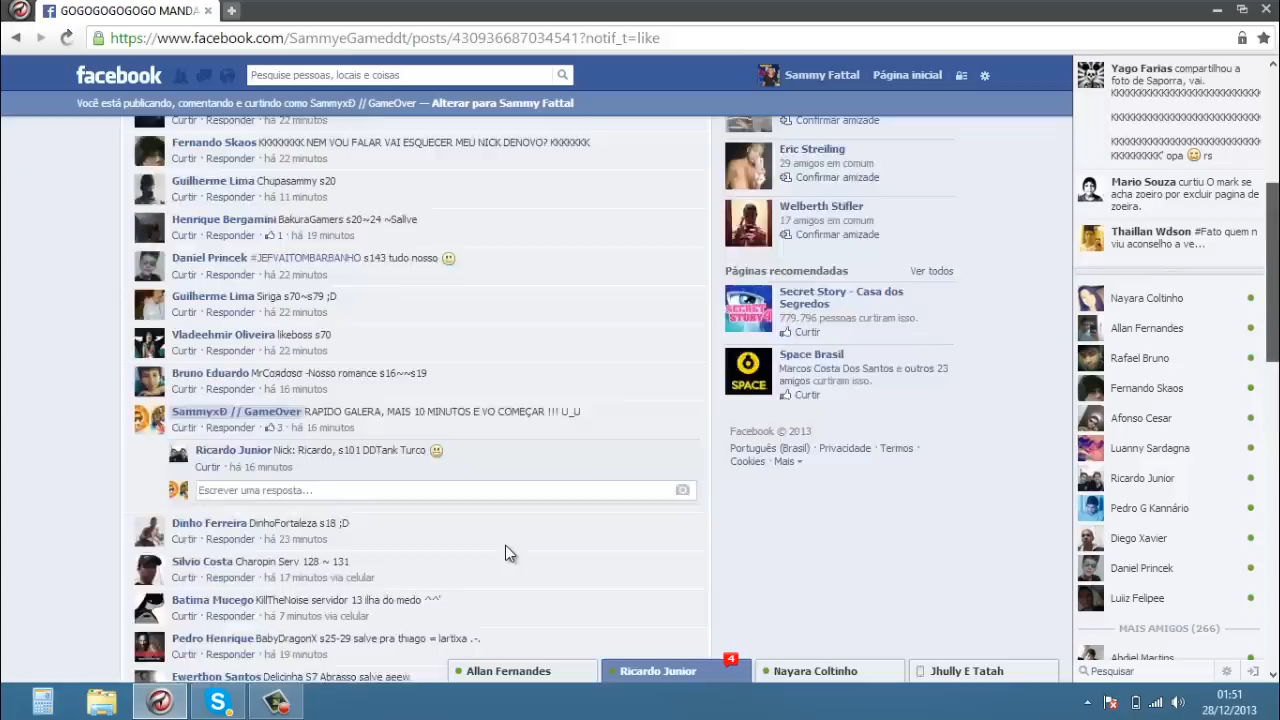 GOGOGOGOGOGO MANDA
https://www.facebook.com/SammyeGameddt/posts/430936687034541?notif_t=like
facebook
Pesquise pessoas, locais e coisas
Sammy Fattal
Página inicial
Você está publicando, comentando e curtindo como SammyxÐ // GameOver — Alterar para Sammy Fattal
Curtir · Responder · há 22 minutos
Fernando Skaos KKKKKKKK NEM VOU FALAR VAI ESQUECER MEU NICK DENOVO? KKKKKKK
Curtir · Responder · há 22 minutos
Guilherme Lima Chupasammy s20
Curtir · Responder · há 11 minutos
Henrique Bergamini BakuraGamers s20~24 ~Sallve
Curtir · Responder · 1 · há 19 minutos
Daniel Princek #JEFVAITOMBARBANHO s143 tudo nosso
Curtir · Responder · há 22 minutos
Guilherme Lima Siriga s70~s79 ;D
Curtir · Responder · há 22 minutos
Vladeehmir Oliveira likeboss s70
Curtir · Responder · há 22 minutos
Bruno Eduardo MrCαrdσsσ -Nosso romance s16~~s19
Curtir · Responder · há 16 minutos
SammyxÐ // GameOver RAPIDO GALERA, MAIS 10 MINUTOS E VO COMEÇAR !!! U_U
Curtir · Responder · 3 · há 16 minutos
Ricardo Junior Nick: Ricardo, s101 DDTank Turco
Curtir · há 16 minutos
Escrever uma resposta...
Dinho Ferreira DinhoFortaleza s18 ;D
Curtir · Responder · há 23 minutos
Silvio Costa Charopin Serv 128 ~ 131
Curtir · Responder · há 17 minutos via celular
Batima Mucego KillTheNoise servidor 13 ilha do medo ^^'
Curtir · Responder · há 7 minutos via celular
Pedro Henrique BabyDragonX s25-29 salve pra thiago = lartixa .-.
Curtir · Responder · há 19 minutos
Ewerthon Santos Delicinha S7 Abrasso salve seu
Confirmar amizade
Eric Streiling
29 amigos em comum
Confirmar amizade
Welberth Stifler
17 amigos em comum
Confirmar amizade
Páginas recomendadas
Ver todos
SECRET STORY 4
Secret Story - Casa dos
Segredos
779.796 pessoas curtiram isso.
Curtir
SPACE
Space Brasil
Marcos Costa Dos Santos e outros 23
amigos curtiram isso.
Curtir
Facebook © 2013
Português (Brasil) · Privacidade · Termos ·
Cookies · Mais
Yago Farias compartilhou a
foto de Saporra, vai.
KKKKKKKKKKKKKKKKKKKKKKK
KKKKKKKKKKKKKKKKKKKKKKK
KKKKKKKKKKKKKKKKKKKKKKK
KKKKKKKKK" opa rs
Mario Souza curtiu O mark se
acha zoeiro por excluir pagina de
zoeira.
Thaillan Wdson #Fato quem n
viu aconselho a ve...
Nayara Coltinho
Allan Fernandes
Rafael Bruno
Fernando Skaos
Afonso Cesar
Luanny Sardagna
Ricardo Junior
Pedro G Kannário
Diego Xavier
Daniel Princek
Luiiz Felipee
MAIS AMIGOS (266)
Abdiel Martins
Pesquisar
Allan Fernandes
Ricardo Junior
4
Nayara Coltinho
Jhully E Tatah
01:51
28/12/2013